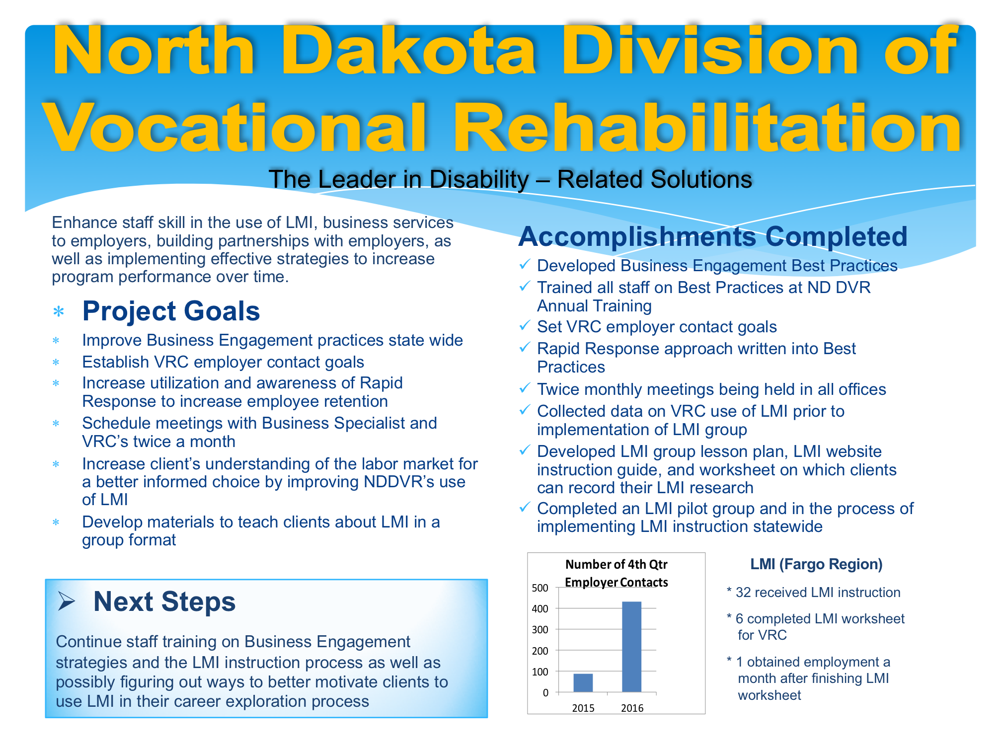 North Dakota Division of
Vocational Rehabilitation
The Leader in Disability – Related Solutions
Enhance staff skill in the use of LMI, business services
to employers, building partnerships with employers, as
well as implementing effective strategies to increase
program performance over time.
* Project Goals
* Improve Business Engagement practices state wide
* Establish VRC employer contact goals
* Increase utilization and awareness of Rapid
Response to increase employee retention
* Schedule meetings with Business Specialist and
VRC’s twice a month
* Increase client’s understanding of the labor market for
a better informed choice by improving NDDVR’s use
of LMI
* Develop materials to teach clients about LMI in a
group format
➢ Next Steps
Continue staff training on Business Engagement
strategies and the LMI instruction process as well as
possibly figuring out ways to better motivate clients to
use LMI in their career exploration process
Accomplishments Completed
✓ Developed Business Engagement Best Practices
✓ Trained all staff on Best Practices at ND DVR
Annual Training
✓ Set VRC employer contact goals
✓ Rapid Response approach written into Best
Practices
✓ Twice monthly meetings being held in all offices
✓ Collected data on VRC use of LMI prior to
implementation of LMI group
✓ Developed LMI group lesson plan, LMI website
instruction guide, and worksheet on which clients
can record their LMI research
✓ Completed an LMI pilot group and in the process of
implementing LMI instruction statewide
Number of 4th Qtr
Employer Contacts
500
400
300
200
100
0
2015 2016
LMI (Fargo Region)
* 32 received LMI instruction
* 6 completed LMI worksheet
for VRC
* 1 obtained employment a
month after finishing LMI
worksheet